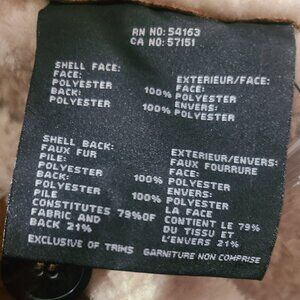 RN NO: 54163
CA NO: 57151
SHELL FACE:
FACE:
POLYESTER 100%
BACK:
POLYESTER
EXTERIEUR/FACE:
FACE:
100% POLYESTER
ENVERS:
POLYESTER
SHELL BACK:
FAUX FUR
PILE:
POLYESTER 100%
BACK:
POLYESTER 100%
PILE
CONSTITUTES 79% OF
FABRIC AND
BACK 21%
EXTERIEUR/ENVERS:
FAUX FOURRURE
FACE:
POLYESTER
ENVERS:
POLYESTER
LA FACE
CONTIENT LE 79%
DU TISSU ET
L'ENVERS 21%
EXCLUSIVE OF TRIMS GARNITURE NON COMPRISE